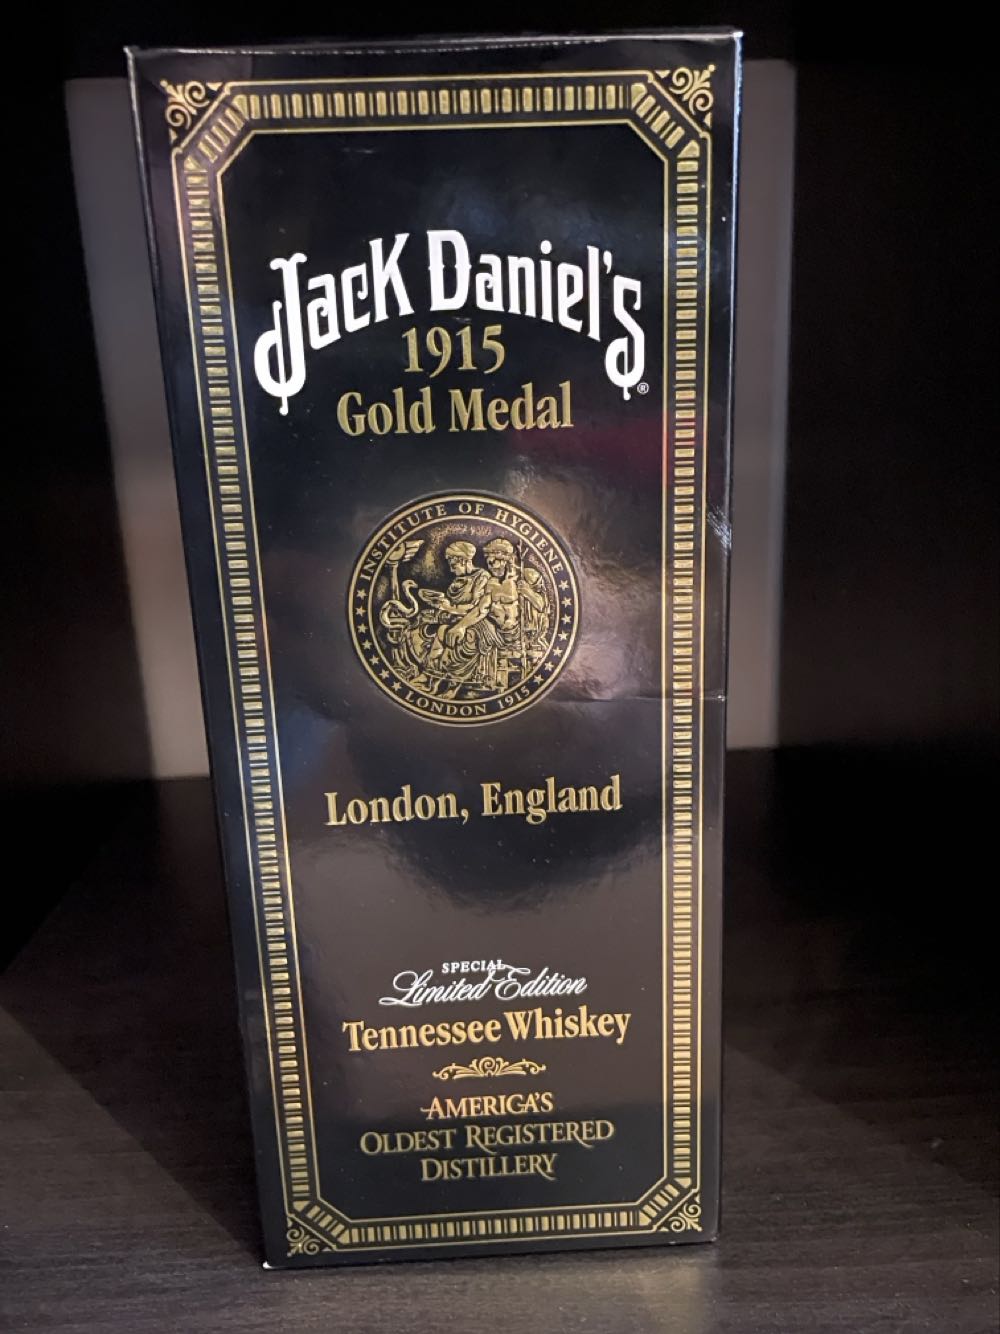 Jack Daniel's
1915
Gold Medal
INSTITUTE OF HYGIENE
LONDON 1915
London, England
SPECIAL
Limited Edition
Tennessee Whiskey
AMERICA'S
OLDEST REGISTERED
DISTILLERY